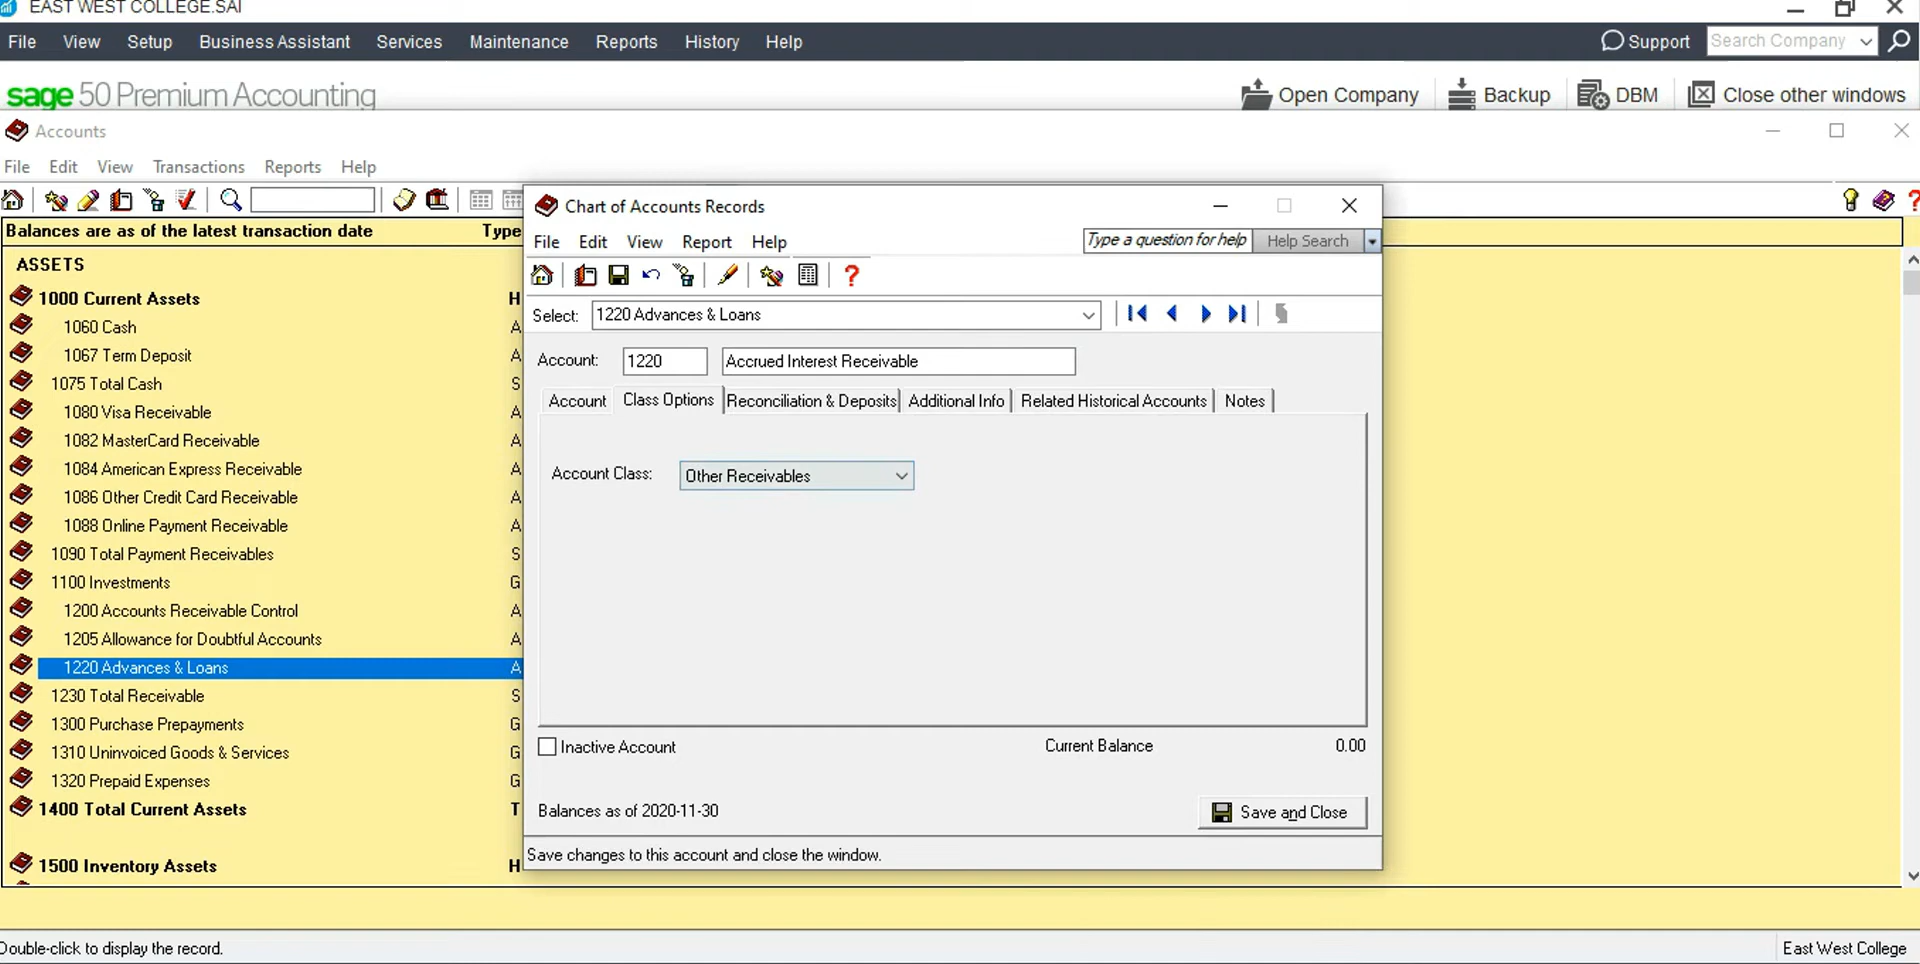 EAST WEST COLLEGE.SAI
File View Setup Business Assistant Services Maintenance Reports History Help Support Search Company
sage 50 Premium Accounting Open Company Backup DBM Close other windows
Accounts
File Edit View Transactions Reports Help
Balances are as of the latest transaction date Type
ASSETS
1000 Current Assets H
1060 Cash A
1067 Term Deposit A
1075 Total Cash S
1080 Visa Receivable A
1082 MasterCard Receivable A
1084 American Express Receivable A
1086 Other Credit Card Receivable A
1088 Online Payment Receivable A
1090 Total Payment Receivables S
1100 Investments G
1200 Accounts Receivable Control A
1205 Allowance for Doubtful Accounts A
1220 Advances & Loans A
1230 Total Receivable S
1300 Purchase Prepayments G
1310 Uninvoiced Goods & Services G
1320 Prepaid Expenses G
1400 Total Current Assets T
1500 Inventory Assets H
Chart of Accounts Records
File Edit View Report Help Type a question for help Help Search
Select: 1220 Advances & Loans
Account: 1220 Accrued Interest Receivable
Account Class Options Reconciliation & Deposits Additional Info Related Historical Accounts Notes
Account Class: Other Receivables
Inactive Account Current Balance 0.00
Balances as of 2020-11-30 Save and Close
Save changes to this account and close the window.
Double-click to display the record. East West College